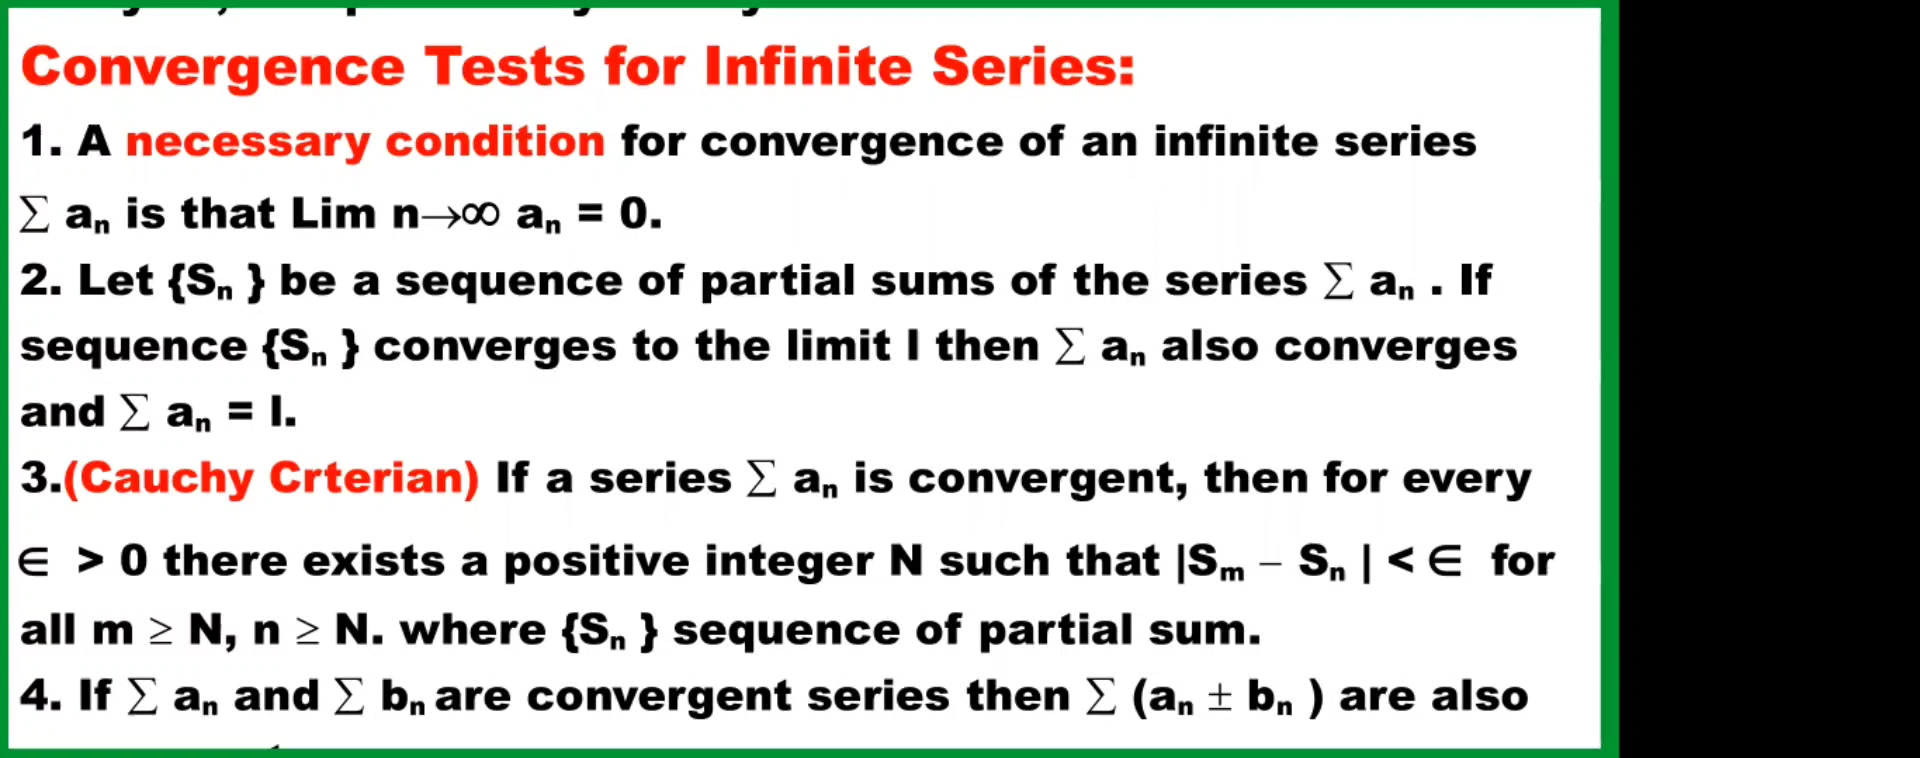 Convergence Tests for Infinite Series:
1. A necessary condition for convergence of an infinite series
∑ aₙ is that Lim n→∞ aₙ = 0.
2. Let {Sₙ } be a sequence of partial sums of the series ∑ aₙ . If
sequence {Sₙ } converges to the limit l then ∑ aₙ also converges
and ∑ aₙ = l.
3.(Cauchy Crterian) If a series ∑ aₙ is convergent, then for every
∈ > 0 there exists a positive integer N such that |Sₘ – Sₙ | < ∈ for
all m ≥ N, n ≥ N. where {Sₙ } sequence of partial sum.
4. If ∑ aₙ and ∑ bₙ are convergent series then ∑ (aₙ ± bₙ ) are also